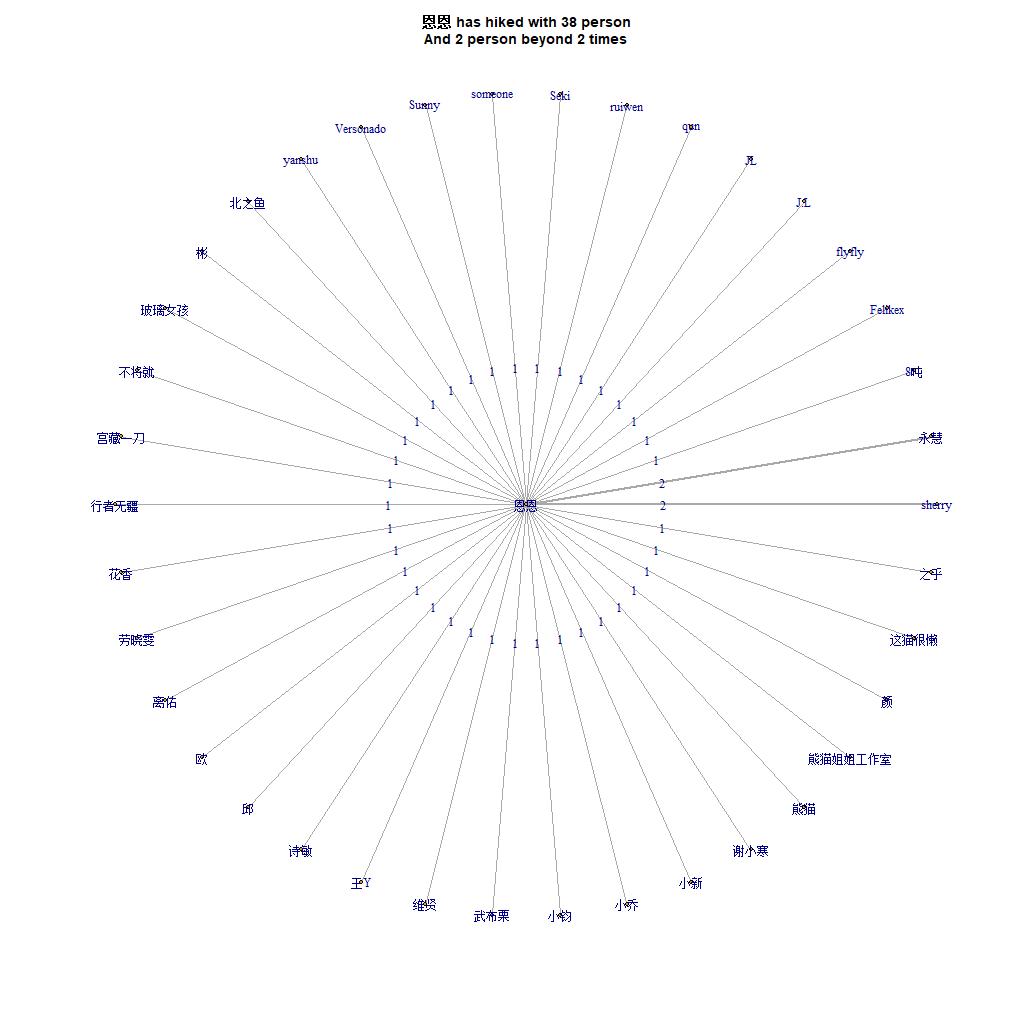 恩恩 has hiked with 38 person
And 2 person beyond 2 times
someone
Seki
Sunny
ruiwen
Versonado
qun
yanshu
JL
北之鱼
J.L
彬
flyfly
玻璃女孩
Felikex
1 1
1 1
1 1
不将就
8吨
1 1
1 1
1 1
1 1
宫藏一刀
永慧
1 1
1 1
1 2
行者无疆
1
恩恩
2
sherry
1 1
1 1
1 1
花香
之乎
1 1
1 1
1 1
1 1
1 1
1 1
劳晓雯
这猫很懒
离佑
颜
欧
熊猫姐姐工作室
邱
熊猫
诗敏
谢小寒
王Y
小新
维贤
小乔
武布栗
小钧